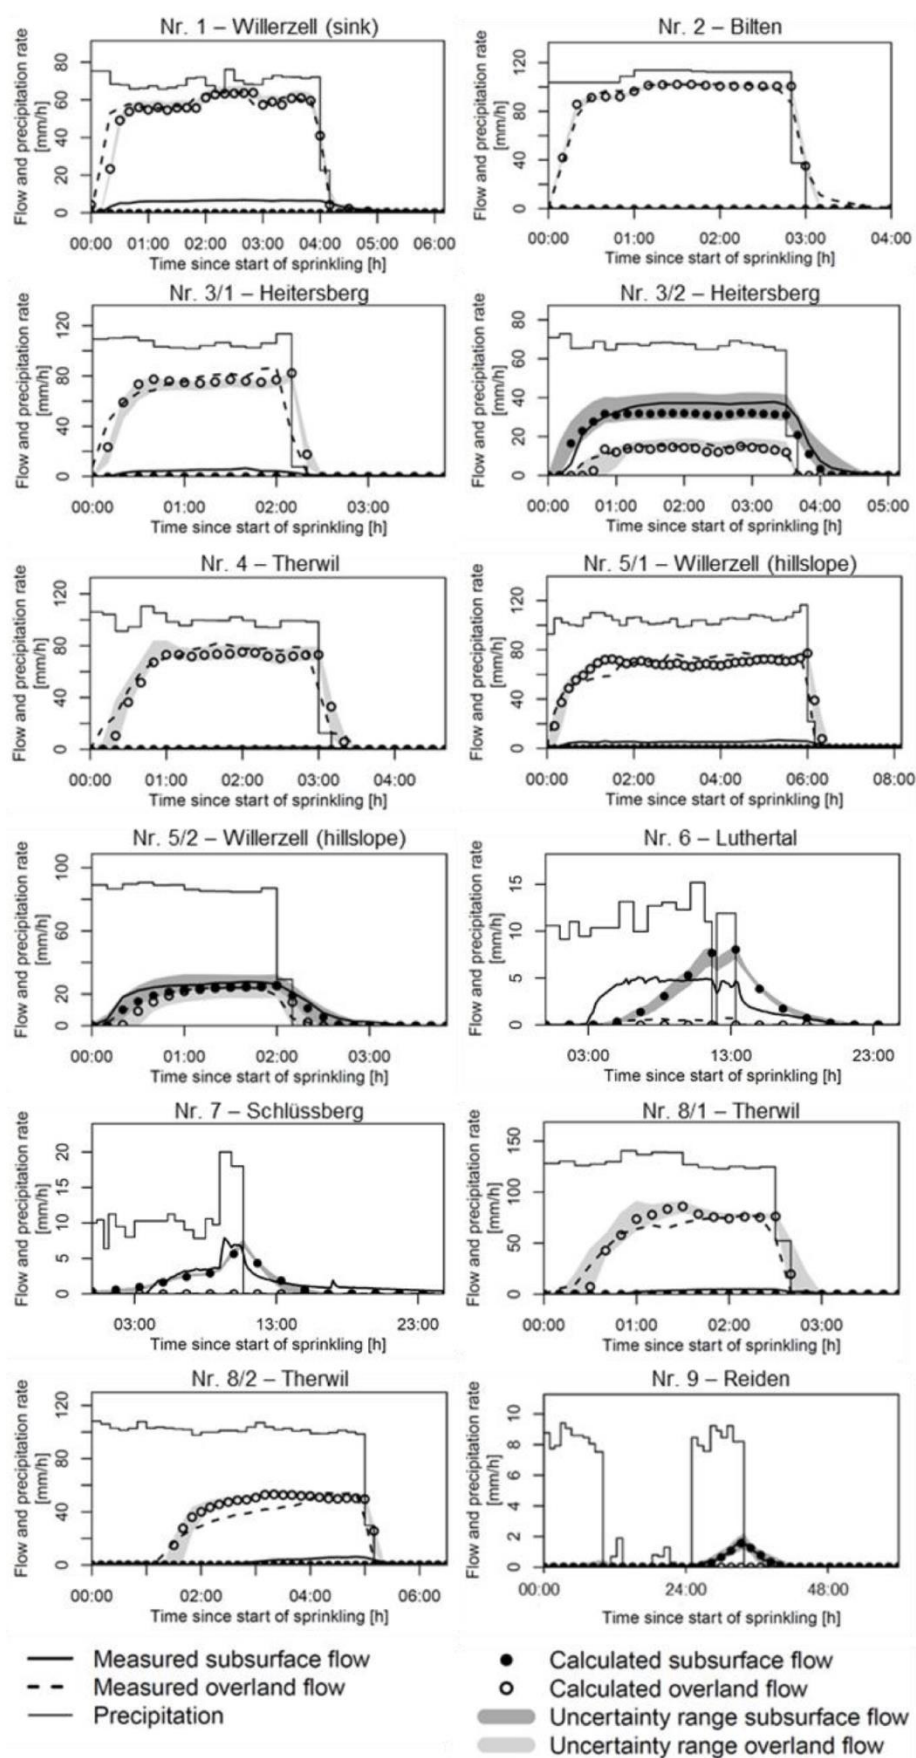 Nr. 1 – Willerzell (sink)
Flow and precipitation rate
[mm/h]
80
60
40
20
0
00:00 01:00 02:00 03:00 04:00 05:00 06:00
Time since start of sprinkling [h]
Nr. 2 – Bilten
Flow and precipitation rate
[mm/h]
120
80
40
0
00:00 01:00 02:00 03:00 04:00
Time since start of sprinkling [h]
Nr. 3/1 – Heitersberg
Flow and precipitation rate
[mm/h]
120
80
40
0
00:00 01:00 02:00 03:00
Time since start of sprinkling [h]
Nr. 3/2 – Heitersberg
Flow and precipitation rate
[mm/h]
80
60
40
20
0
00:00 01:00 02:00 03:00 04:00 05:00
Time since start of sprinkling [h]
Nr. 4 – Therwil
Flow and precipitation rate
[mm/h]
120
80
40
0
00:00 01:00 02:00 03:00 04:00
Time since start of sprinkling [h]
Nr. 5/1 – Willerzell (hillslope)
Flow and precipitation rate
[mm/h]
120
80
40
0
00:00 02:00 04:00 06:00 08:00
Time since start of sprinkling [h]
Nr. 5/2 – Willerzell (hillslope)
Flow and precipitation rate
[mm/h]
100
60
20
0
00:00 01:00 02:00 03:00
Time since start of sprinkling [h]
Nr. 6 – Luthertal
Flow and precipitation rate
[mm/h]
15
10
5
0
03:00 13:00 23:00
Time since start of sprinkling [h]
Nr. 7 – Schlüssberg
Flow and precipitation rate
[mm/h]
20
15
10
5
0
03:00 13:00 23:00
Time since start of sprinkling [h]
Nr. 8/1 – Therwil
Flow and precipitation rate
[mm/h]
150
100
50
0
00:00 01:00 02:00 03:00
Time since start of sprinkling [h]
Nr. 8/2 – Therwil
Flow and precipitation rate
[mm/h]
120
80
40
0
00:00 02:00 04:00 06:00
Time since start of sprinkling [h]
Nr. 9 – Reiden
Flow and precipitation rate
[mm/h]
10
8
6
4
2
0
00:00 24:00 48:00
Time since start of sprinkling [h]
Measured subsurface flow
Measured overland flow
Precipitation
Calculated subsurface flow
Calculated overland flow
Uncertainty range subsurface flow
Uncertainty range overland flow